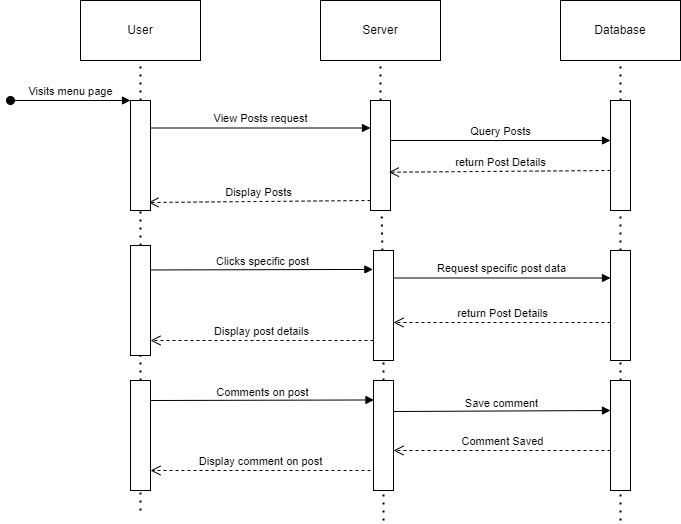 User
Server
Database
Visits menu page
View Posts request
Query Posts
return Post Details
Display Posts
Clicks specific post
Request specific post data
return Post Details
Display post details
Comments on post
Save comment
Comment Saved
Display comment on post